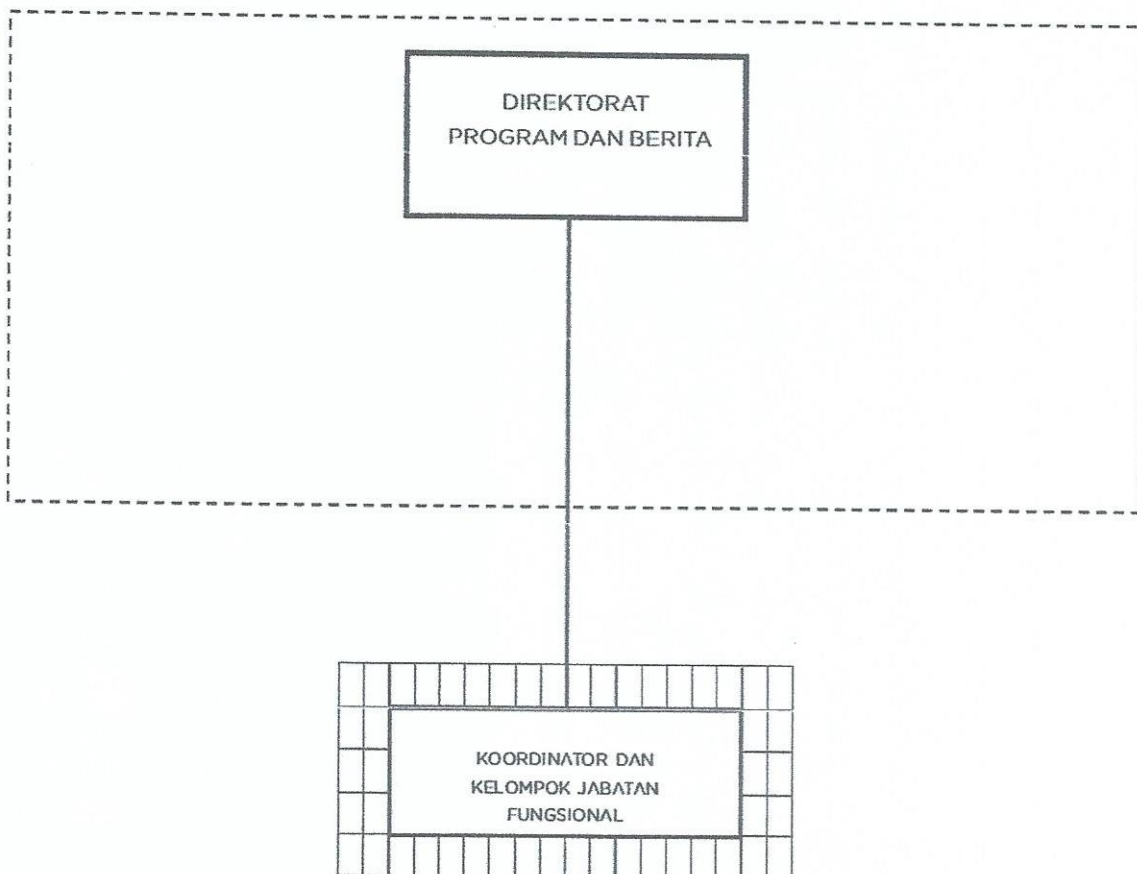 DIREKTORAT
PROGRAM DAN BERITA
KOORDINATOR DAN
KELOMPOK JABATAN
FUNGSIONAL